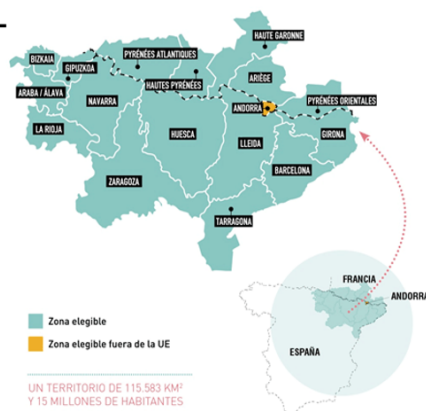 HAUTE GARONNE
BIZKAIA
PYRÉNÉES ATLANTIQUES
GIPUZKOA
ARIÈGE
HAUTES PYRÉNÉES
ARABA / ÁLAVA
NAVARRA
PYRÉNÉES ORIENTALES
ANDORRA
LA RIOJA
HUESCA
GIRONA
LLEIDA
BARCELONA
ZARAGOZA
TARRAGONA
FRANCIA
ANDORRA
ESPAÑA
Zona elegible
Zona elegible fuera de la UE
UN TERRITORIO DE 115.583 KM²
Y 15 MILLONES DE HABITANTES